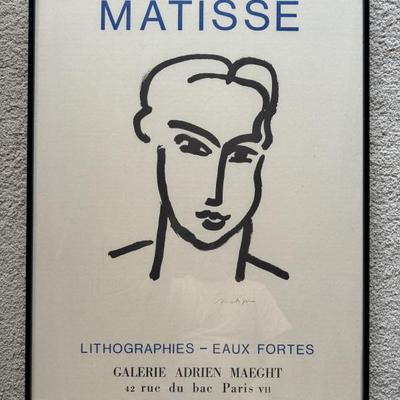 MATISSE
LITHOGRAPHIES – EAUX FORTES
GALERIE ADRIEN MAEGHT
42 rue du bac Paris VII